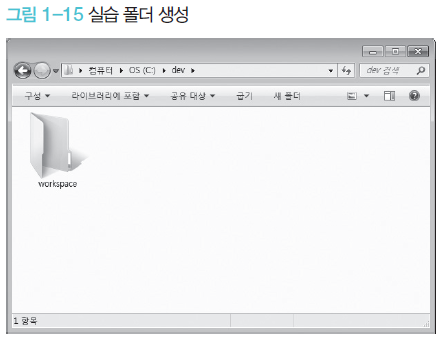 그림 1-15 실습 폴더 생성
컴퓨터 ▸ OS (C:) ▸ dev ▸ dev 검색
구성 ▾ 라이브러리에 포함 ▾ 공유 대상 ▾ 굽기 새 폴더
workspace
1 항목